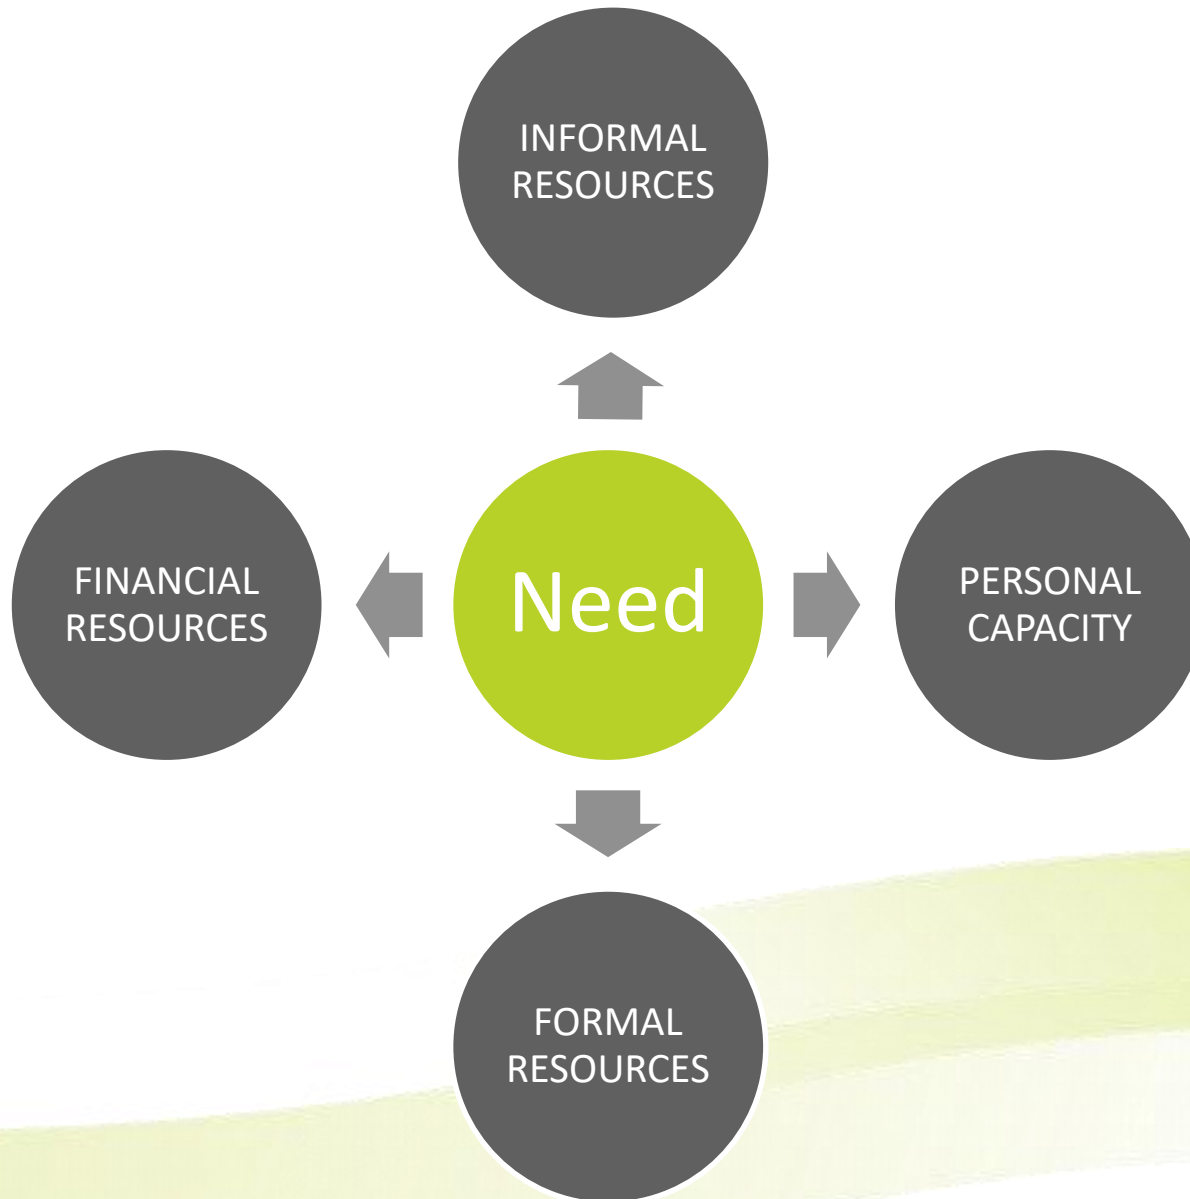 INFORMAL
RESOURCES
FINANCIAL
RESOURCES
Need
PERSONAL
CAPACITY
FORMAL
RESOURCES